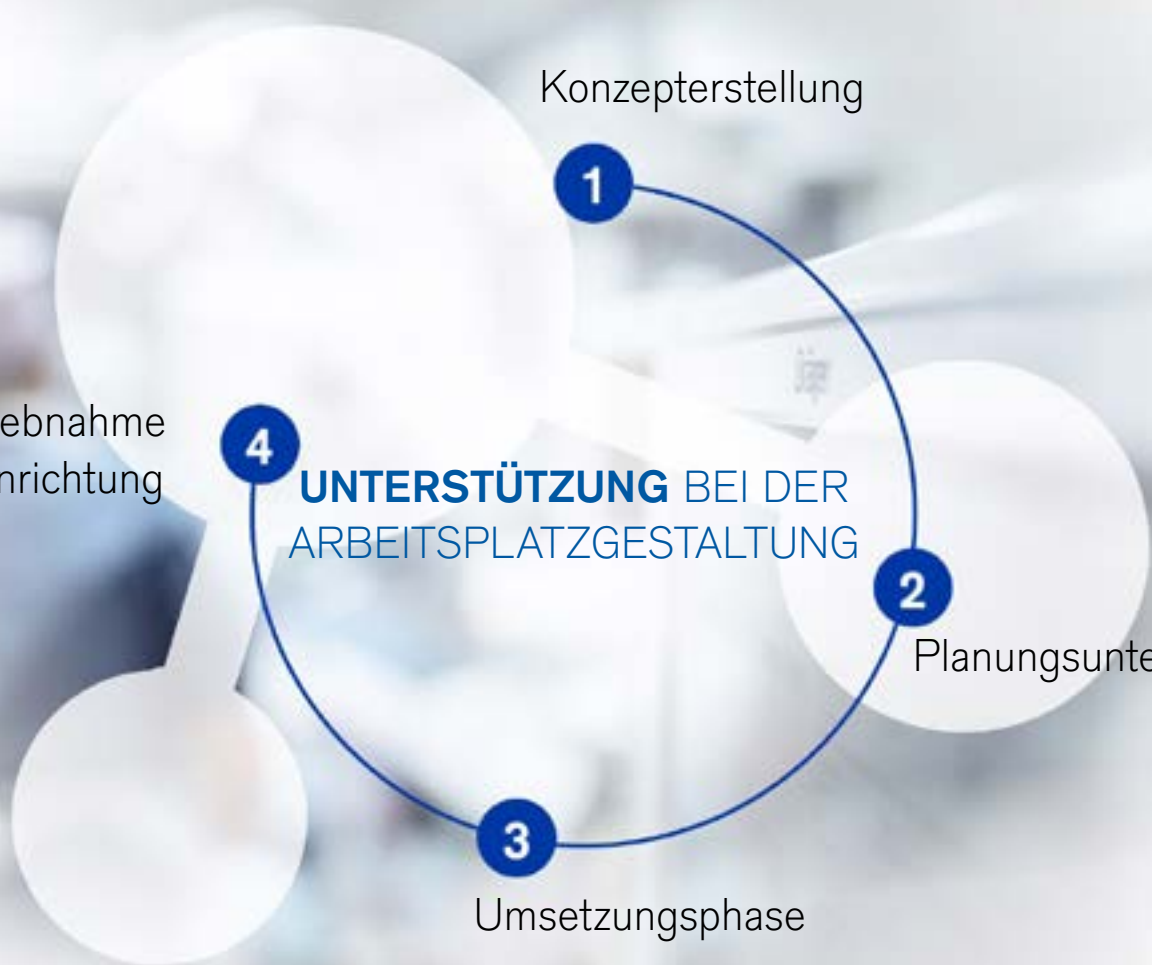 Konzepterstellung
1
4
ebnahme
nrichtung
UNTERSTÜTZUNG BEI DER
ARBEITSPLATZGESTALTUNG
2
Planungsunte
3
Umsetzungsphase